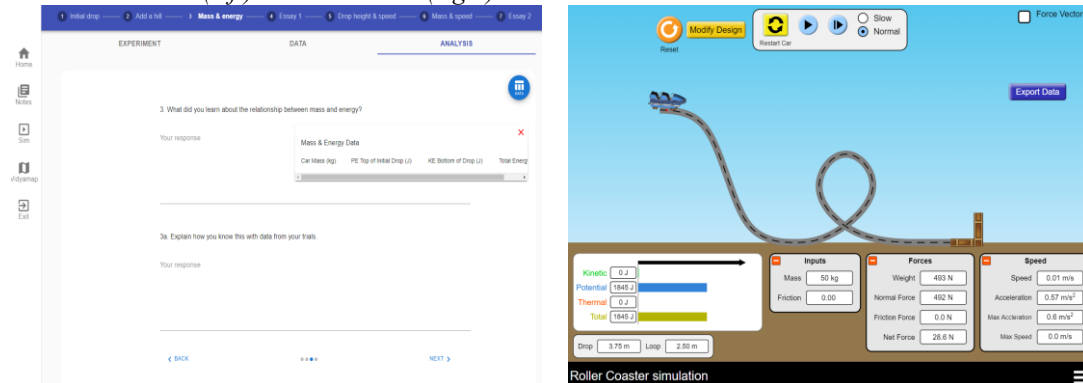 1 Initial drop 2 Add a hill 3 Mass & energy 4 Essay 1 5 Drop height & speed 6 Mass & speed 7 Essay 2
EXPERIMENT DATA ANALYSIS
Home
Notes
Sim
Vidyamap
Exit
DATA
3. What did you learn about the relationship between mass and energy?
Your response
Mass & Energy Data
Car Mass (kg) PE Top of Initial Drop (J) KE Bottom of Drop (J) Total Energ
3a. Explain how you know this with data from your trials.
Your response
BACK NEXT
Reset
Modify Design
Restart Car
Slow
Normal
Force Vector
Export Data
Kinetic 0 J
Potential 1845 J
Thermal 0 J
Total 1845 J
Drop 3.75 m Loop 2.50 m
Inputs
Mass 50 kg
Friction 0.00
Forces
Weight 493 N
Normal Force 492 N
Friction Force 0.0 N
Net Force 28.6 N
Speed
Speed 0.01 m/s
Acceleration 0.57 m/s²
Max Accleration 0.6 m/s²
Max Speed 0.0 m/s
Roller Coaster simulation